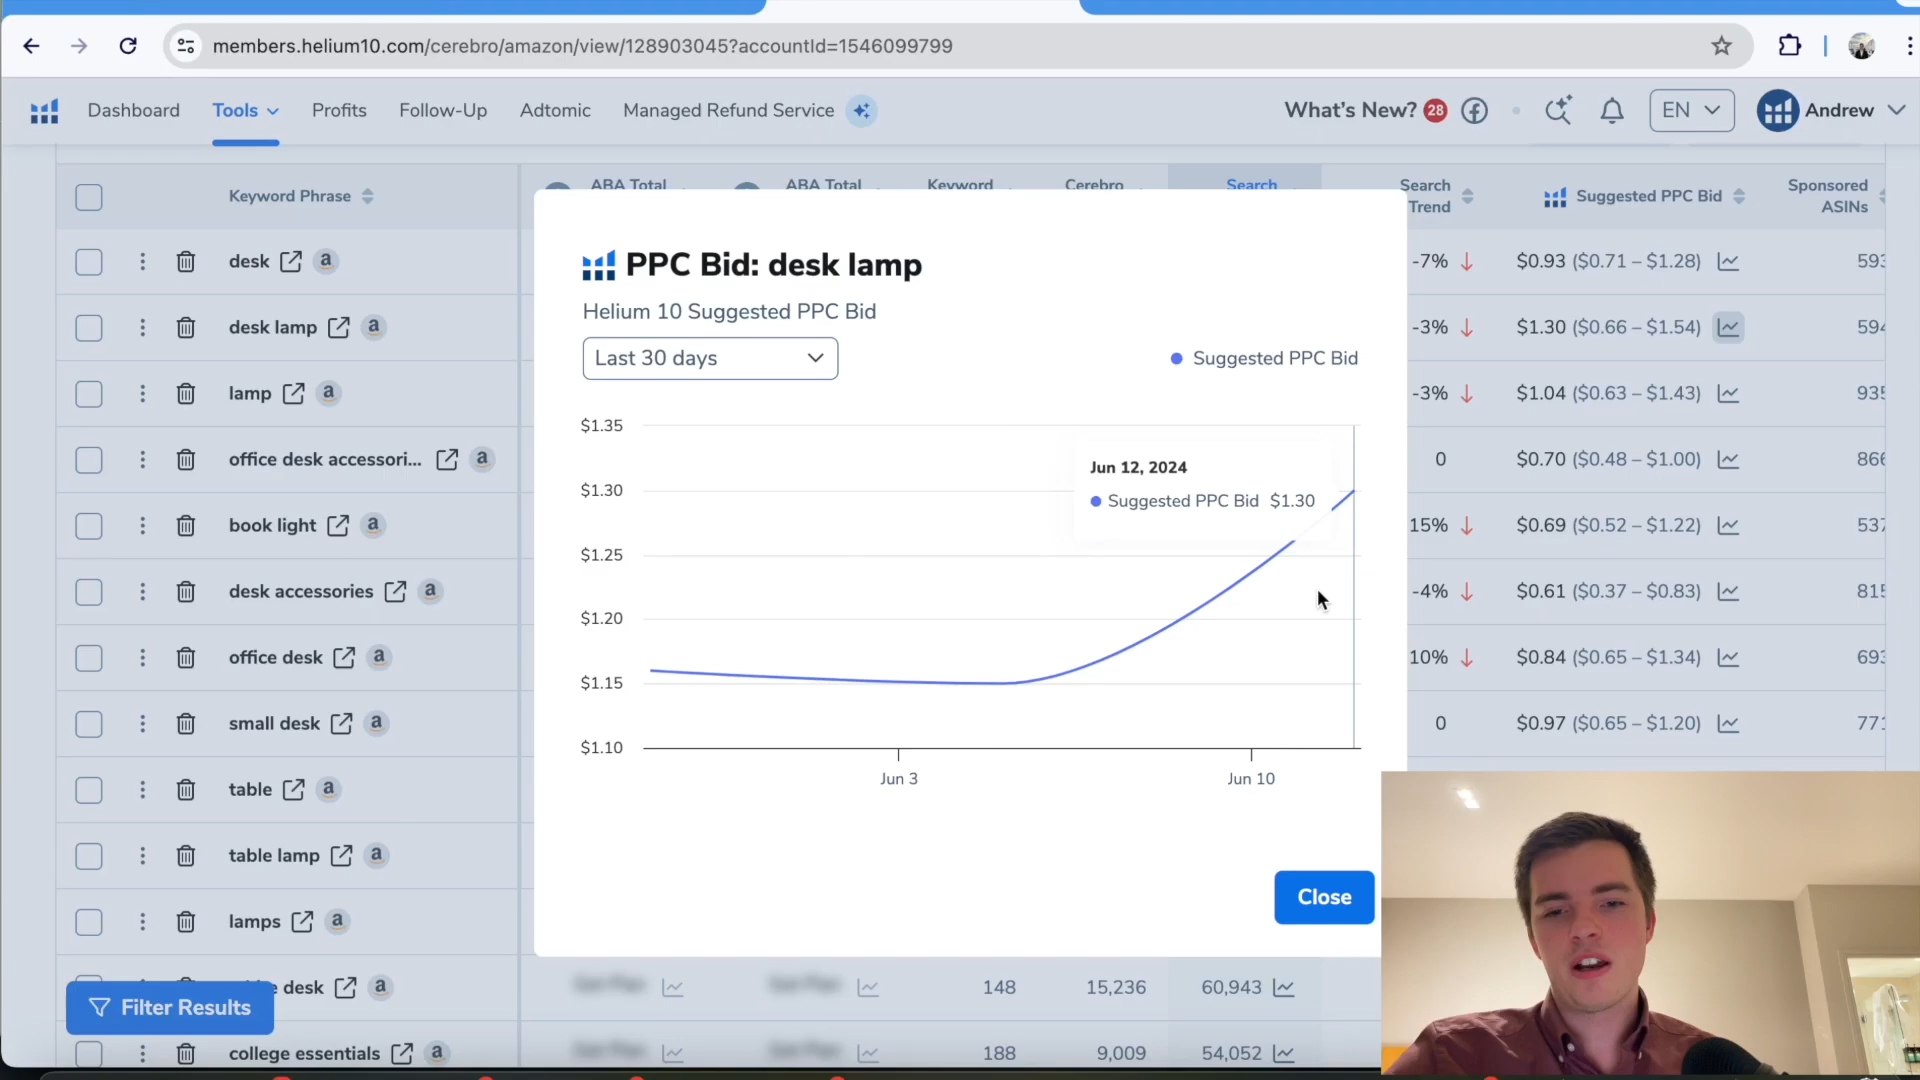 members.helium10.com/cerebro/amazon/view/128903045?accountId=1546099799
Dashboard Tools Profits Follow-Up Adtomic Managed Refund Service What's New? 28 EN Andrew
Keyword Phrase ABA Total ABA Total Keyword Cerebro Search Search Trend Suggested PPC Bid Sponsored ASINs
desk -7% $0.93 ($0.71 – $1.28) 593
desk lamp -3% $1.30 ($0.66 – $1.54) 594
lamp -3% $1.04 ($0.63 – $1.43) 935
office desk accessori... 0 $0.70 ($0.48 – $1.00) 866
book light 15% $0.69 ($0.52 – $1.22) 537
desk accessories -4% $0.61 ($0.37 – $0.83) 815
office desk 10% $0.84 ($0.65 – $1.34) 693
small desk 0 $0.97 ($0.65 – $1.20) 771
table
table lamp
lamps
desk 148 15,236 60,943
college essentials 188 9,009 54,052
Filter Results
PPC Bid: desk lamp
Helium 10 Suggested PPC Bid
Last 30 days
Suggested PPC Bid
$1.35
$1.30
$1.25
$1.20
$1.15
$1.10
Jun 12, 2024
Suggested PPC Bid $1.30
Jun 3 Jun 10
Close